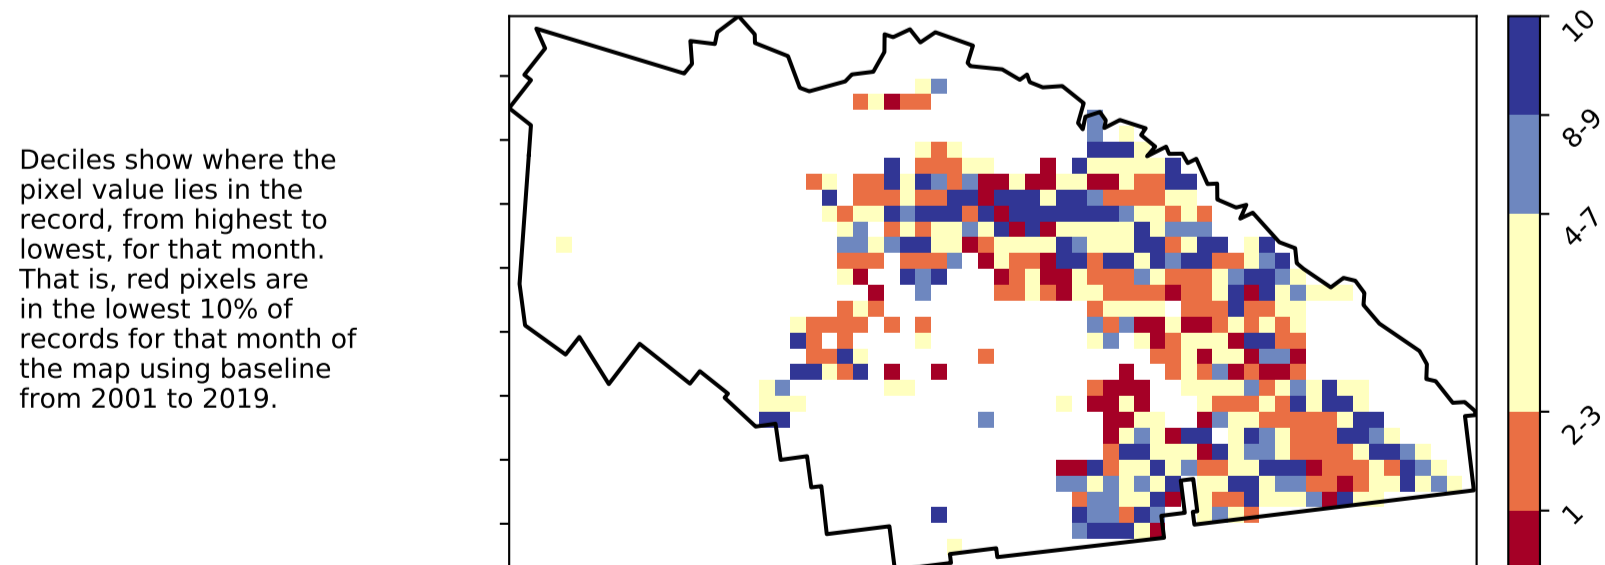 Deciles show where the
pixel value lies in the
record, from highest to
lowest, for that month.
That is, red pixels are
in the lowest 10% of
records for that month of
the map using baseline
from 2001 to 2019.
10
8-9
4-7
2-3
1